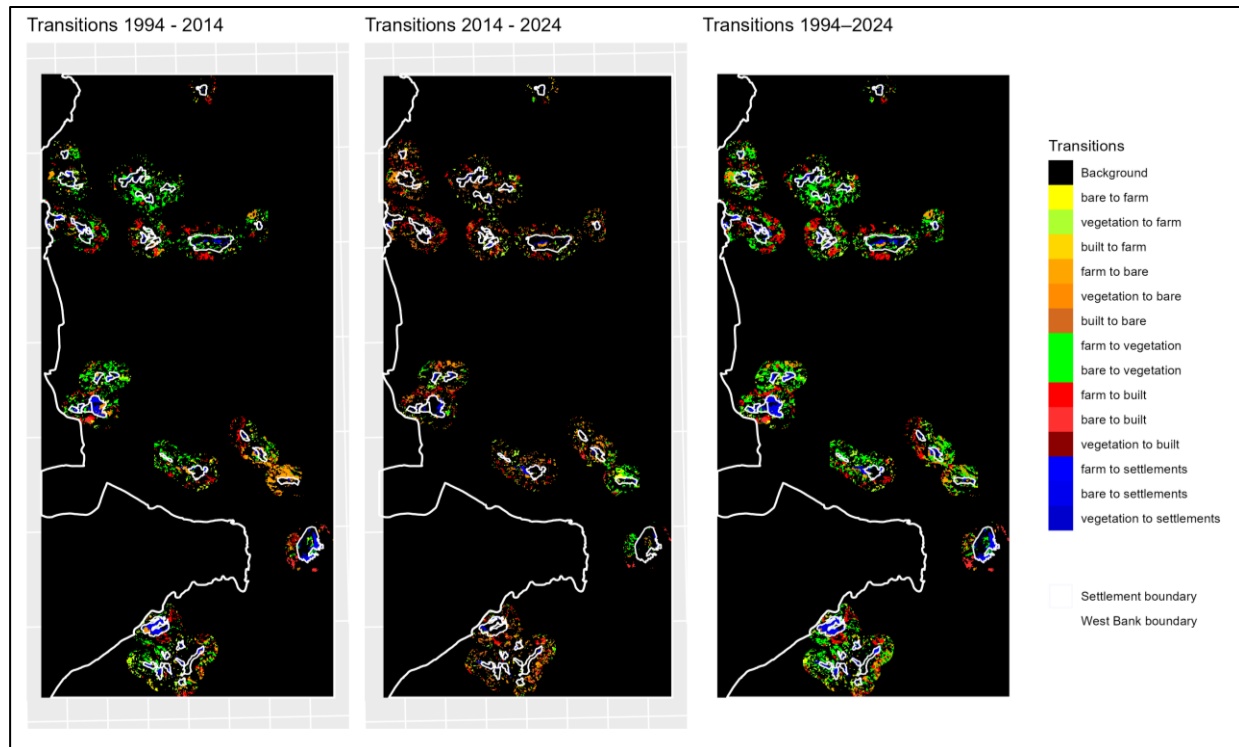 Transitions 1994 - 2014
Transitions 2014 - 2024
Transitions 1994–2024
Transitions
Background
bare to farm
vegetation to farm
built to farm
farm to bare
vegetation to bare
built to bare
farm to vegetation
bare to vegetation
farm to built
bare to built
vegetation to built
farm to settlements
bare to settlements
vegetation to settlements
Settlement boundary
West Bank boundary